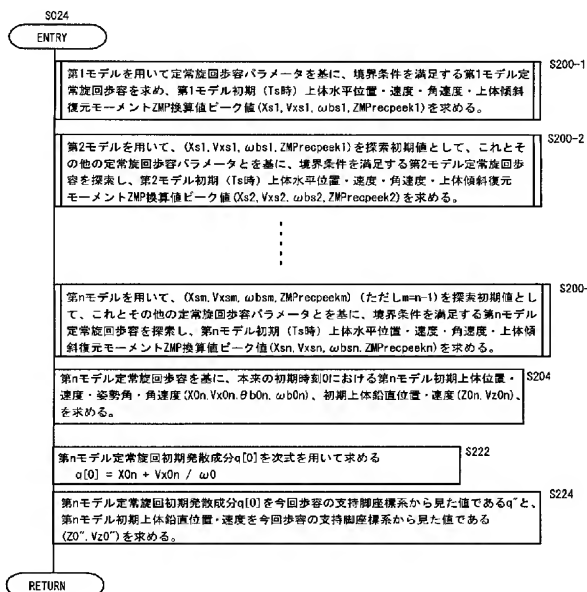 S024
ENTRY
S200-1
第1モデルを用いて定常旋回歩容パラメータを基に、境界条件を満足する第1モデル定
常旋回歩容を求め、第1モデル初期(Ts時)上体水平位置・速度・角速度・上体傾斜
復元モーメントZMP換算値ピーク値(Xs1,Vxs1,ωbs1,ZMPrecpeek1)を求める。
S200-2
第2モデルを用いて、(Xs1,Vxs1,ωbs1,ZMPrecpeek1)を探索初期値として、これとそ
の他の定常旋回歩容パラメータとを基に、境界条件を満足する第2モデル定常旋回歩
容を探索し、第2モデル初期(Ts時)上体水平位置・速度・角速度・上体傾斜復元
モーメントZMP換算値ピーク値(Xs2,Vxs2,ωbs2,ZMPrecpeek2)を求める。
S200-
第nモデルを用いて、(Xsm,Vxsm,ωbsm,ZMPrecpeekm)(ただしm=n-1)を探索初期値とし
て、これとその他の定常旋回歩容パラメータとを基に、境界条件を満足する第nモデル
定常旋回歩容を探索し、第nモデル初期(Ts時)上体水平位置・速度・角速度・上体傾
斜復元モーメントZMP換算値ピーク値(Xsn,Vxsn,ωbsn,ZMPrecpeekn)を求める。
S204
第nモデル定常旋回歩容を基に、本来の初期時刻0における第nモデル初期上体位置・
速度・姿勢角・角速度(X0n,Vx0n,θb0n,ωb0n)、初期上体鉛直位置・速度(Z0n,Vz0n)、
を求める。
S222
第nモデル定常旋回初期発散成分q[0]を次式を用いて求める
q[0] = X0n + Vx0n / ω0
S224
第nモデル定常旋回初期発散成分q[0]を今回歩容の支持脚座標系から見た値であるq"と、
第nモデル初期上体鉛直位置・速度を今回歩容の支持脚座標系から見た値である
(Z0",Vz0")を求める。
RETURN